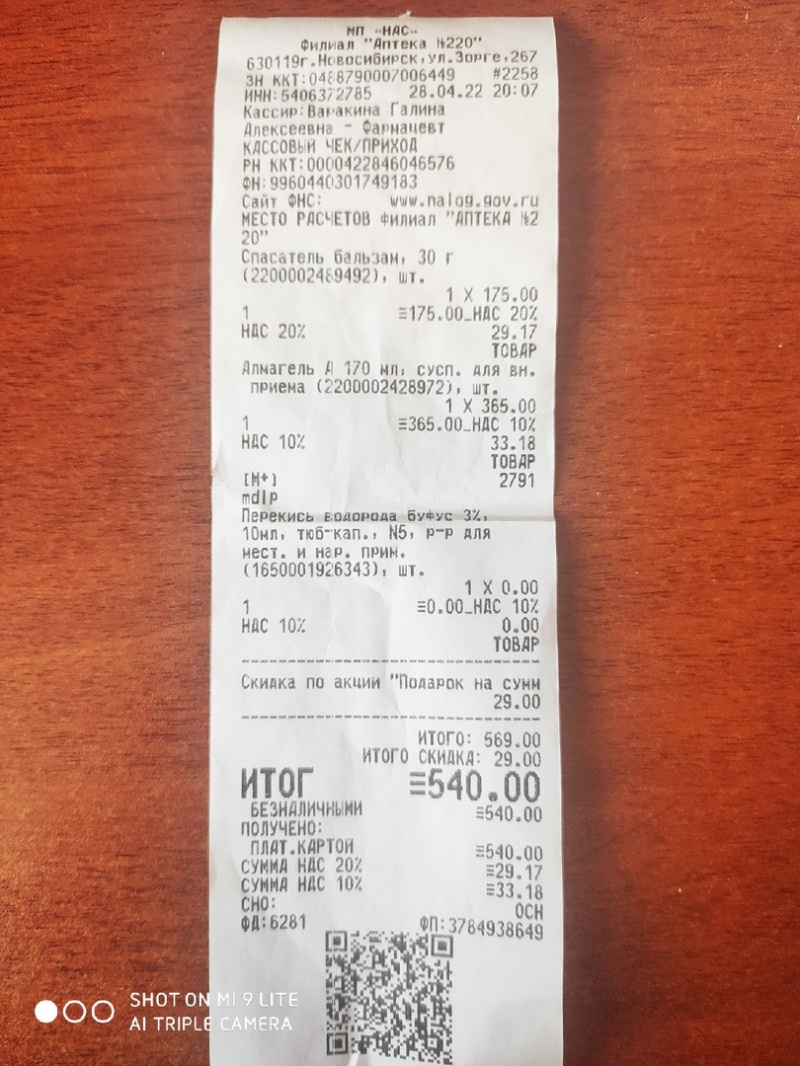 МП «НАС»
Филиал "Аптека №220"
630119г.Новосибирск,ул.Зорге,267
ЗН ККТ:0488790007006449 #2258
ИНН:5406372785 28.04.22 20:07
Кассир:Варакина Галина
Алексеевна - Фармацевт
КАССОВЫЙ ЧЕК/ПРИХОД
РН ККТ:0000422846046576
ФН:9960440301749183
Сайт ФНС: www.nalog.gov.ru
МЕСТО РАСЧЕТОВ Филиал "АПТЕКА №2
20"
Спасатель бальзам, 30 г
(2200002489492), шт.
1 X 175.00
1 ≡175.00_НДС 20%
НДС 20% 29.17
ТОВАР
Алмагель А 170 мл, сусп. для вн.
приема (2200002428972), шт.
1 X 365.00
1 ≡365.00_НДС 10%
НДС 10% 33.18
ТОВАР
[M+] 2791
mdlp
Перекись водорода буфус 3%,
10мл, тюб-кап., N5, р-р для
мест. и нар. прим.
(1650001926343), шт.
1 X 0.00
1 ≡0.00_НДС 10%
НДС 10% 0.00
ТОВАР
Скидка по акции "Подарок на сумм
29.00
ИТОГО: 569.00
ИТОГО СКИДКА: 29.00
ИТОГ ≡540.00
БЕЗНАЛИЧНЫМИ ≡540.00
ПОЛУЧЕНО:
ПЛАТ.КАРТОЙ ≡540.00
СУММА НДС 20% ≡29.17
СУММА НДС 10% ≡33.18
СНО: ОСН
ФД:6281 ФП:3784938649
SHOT ON MI 9 LITE
AI TRIPLE CAMERA